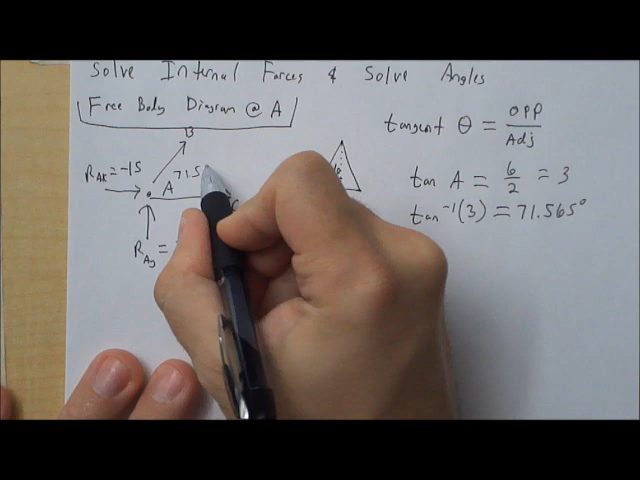 Solve Internal Forces & Solve Angles
Free Body Diagram @ A
B
R_Ax = -15
A 71.5
C
R_Ay =
tangent θ = opp/Adj
tan A = 6/2 = 3
tan⁻¹(3) = 71.565°